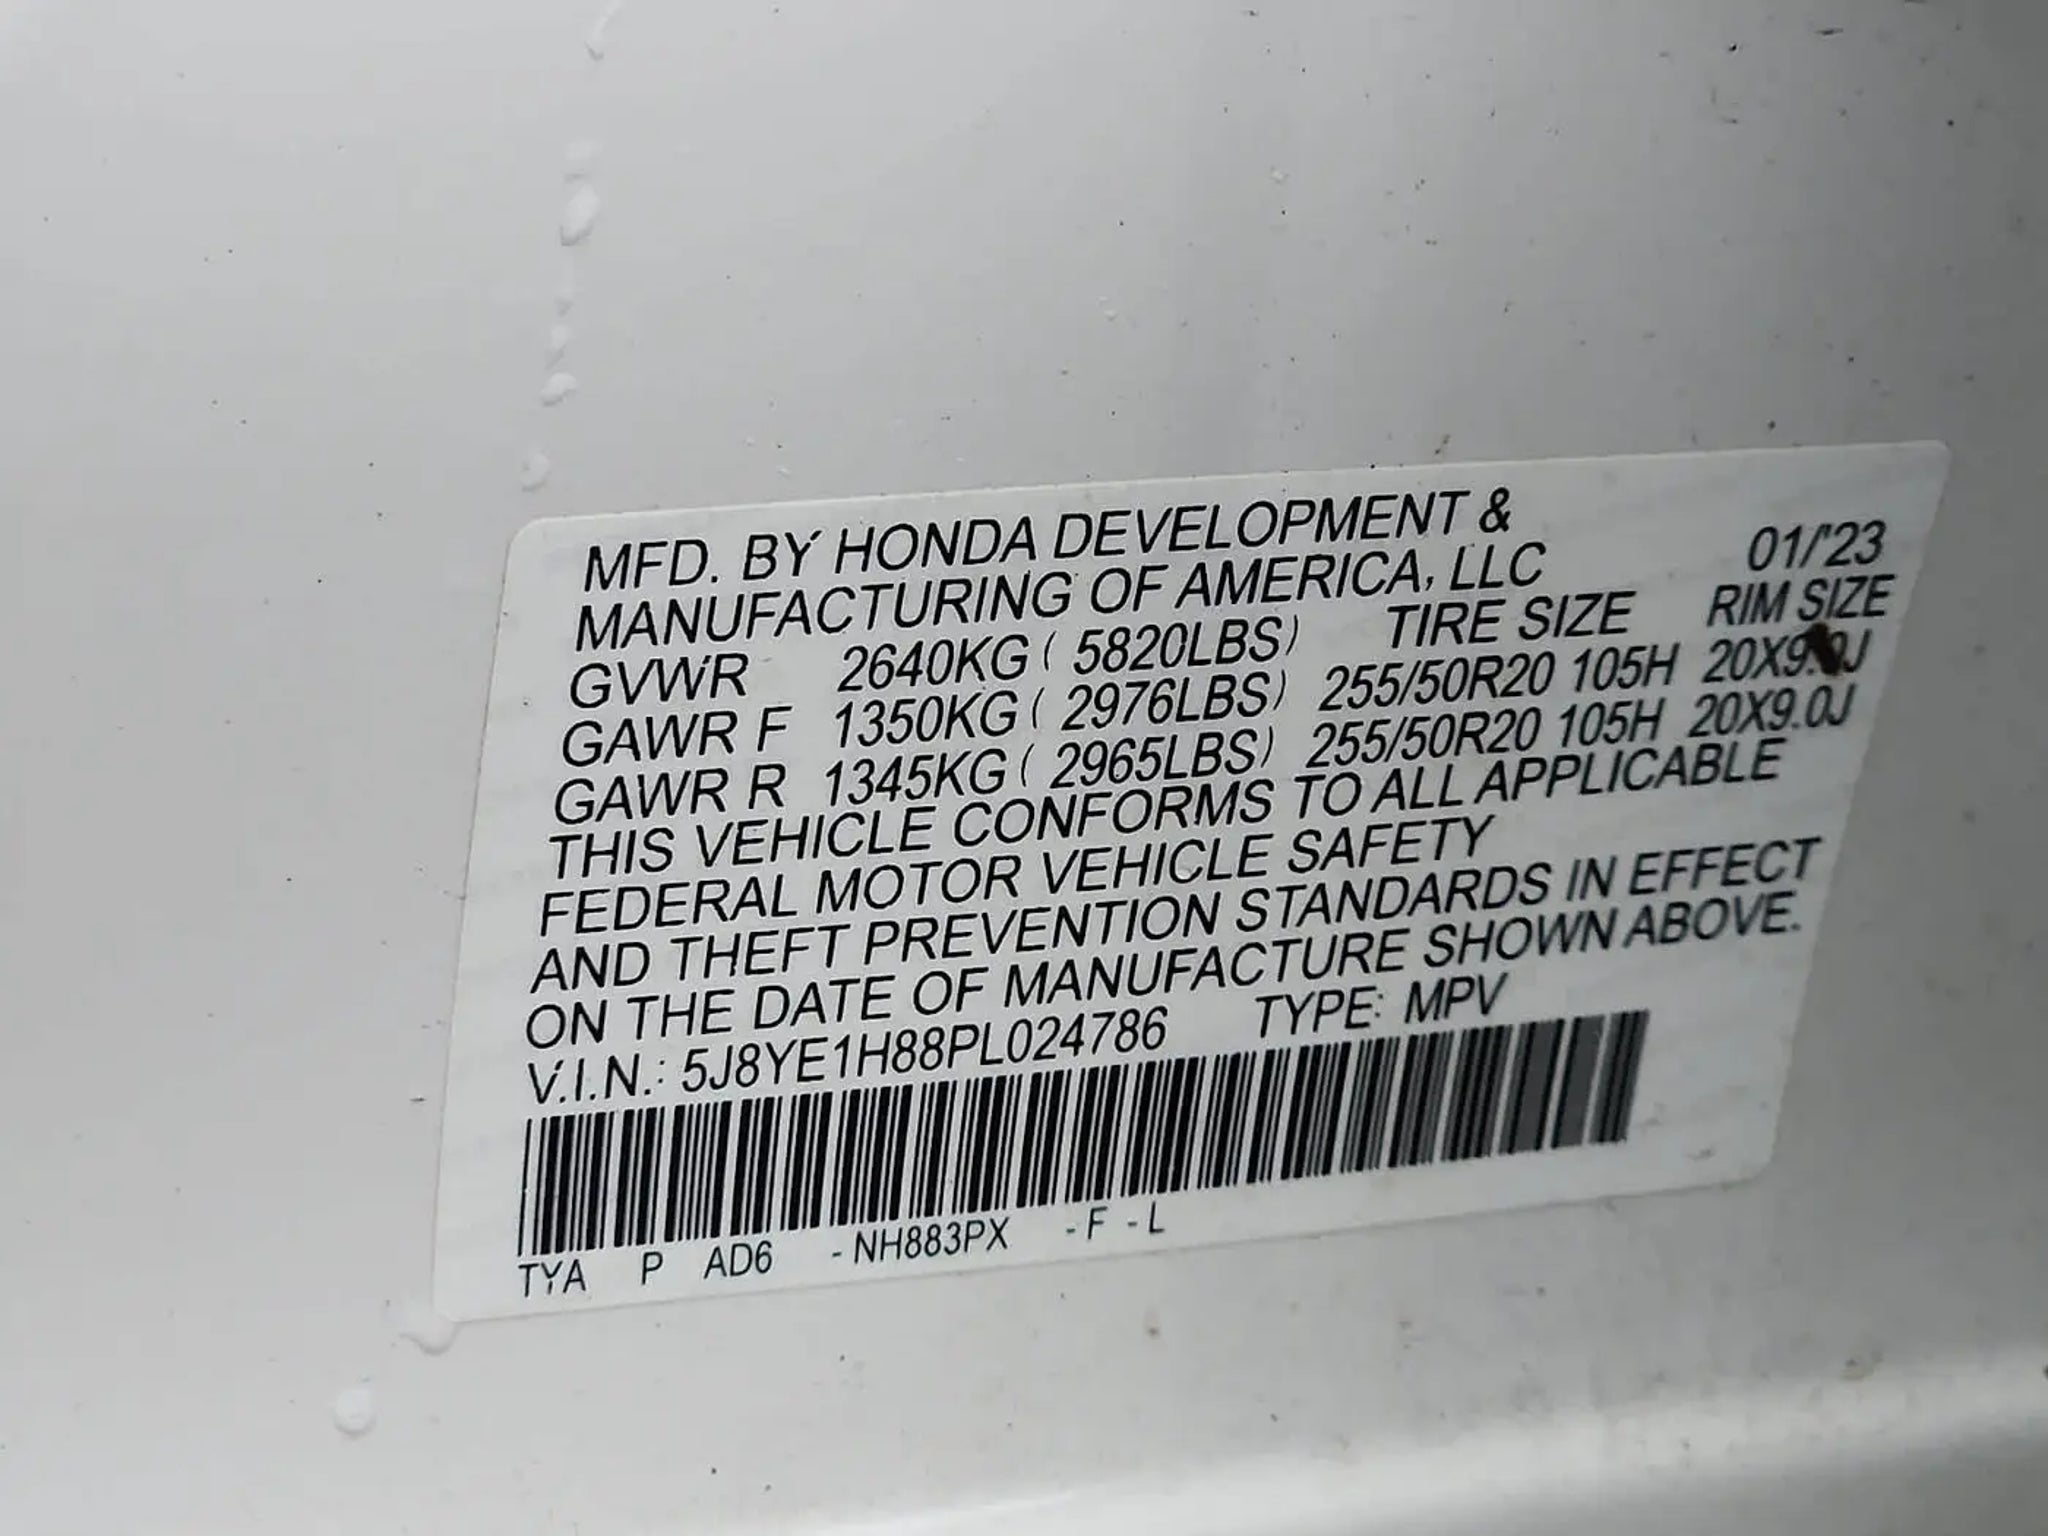 MFD. BY HONDA DEVELOPMENT &
MANUFACTURING OF AMERICA, LLC 01/'23
GVWR 2640KG ( 5820LBS) TIRE SIZE RIM SIZE
GAWR F 1350KG ( 2976LBS) 255/50R20 105H 20X9.0J
GAWR R 1345KG ( 2965LBS) 255/50R20 105H 20X9.0J
THIS VEHICLE CONFORMS TO ALL APPLICABLE
FEDERAL MOTOR VEHICLE SAFETY
AND THEFT PREVENTION STANDARDS IN EFFECT
ON THE DATE OF MANUFACTURE SHOWN ABOVE.
V.I.N.: 5J8YE1H88PL024786 TYPE: MPV
TYA P AD6 -NH883PX -F -L